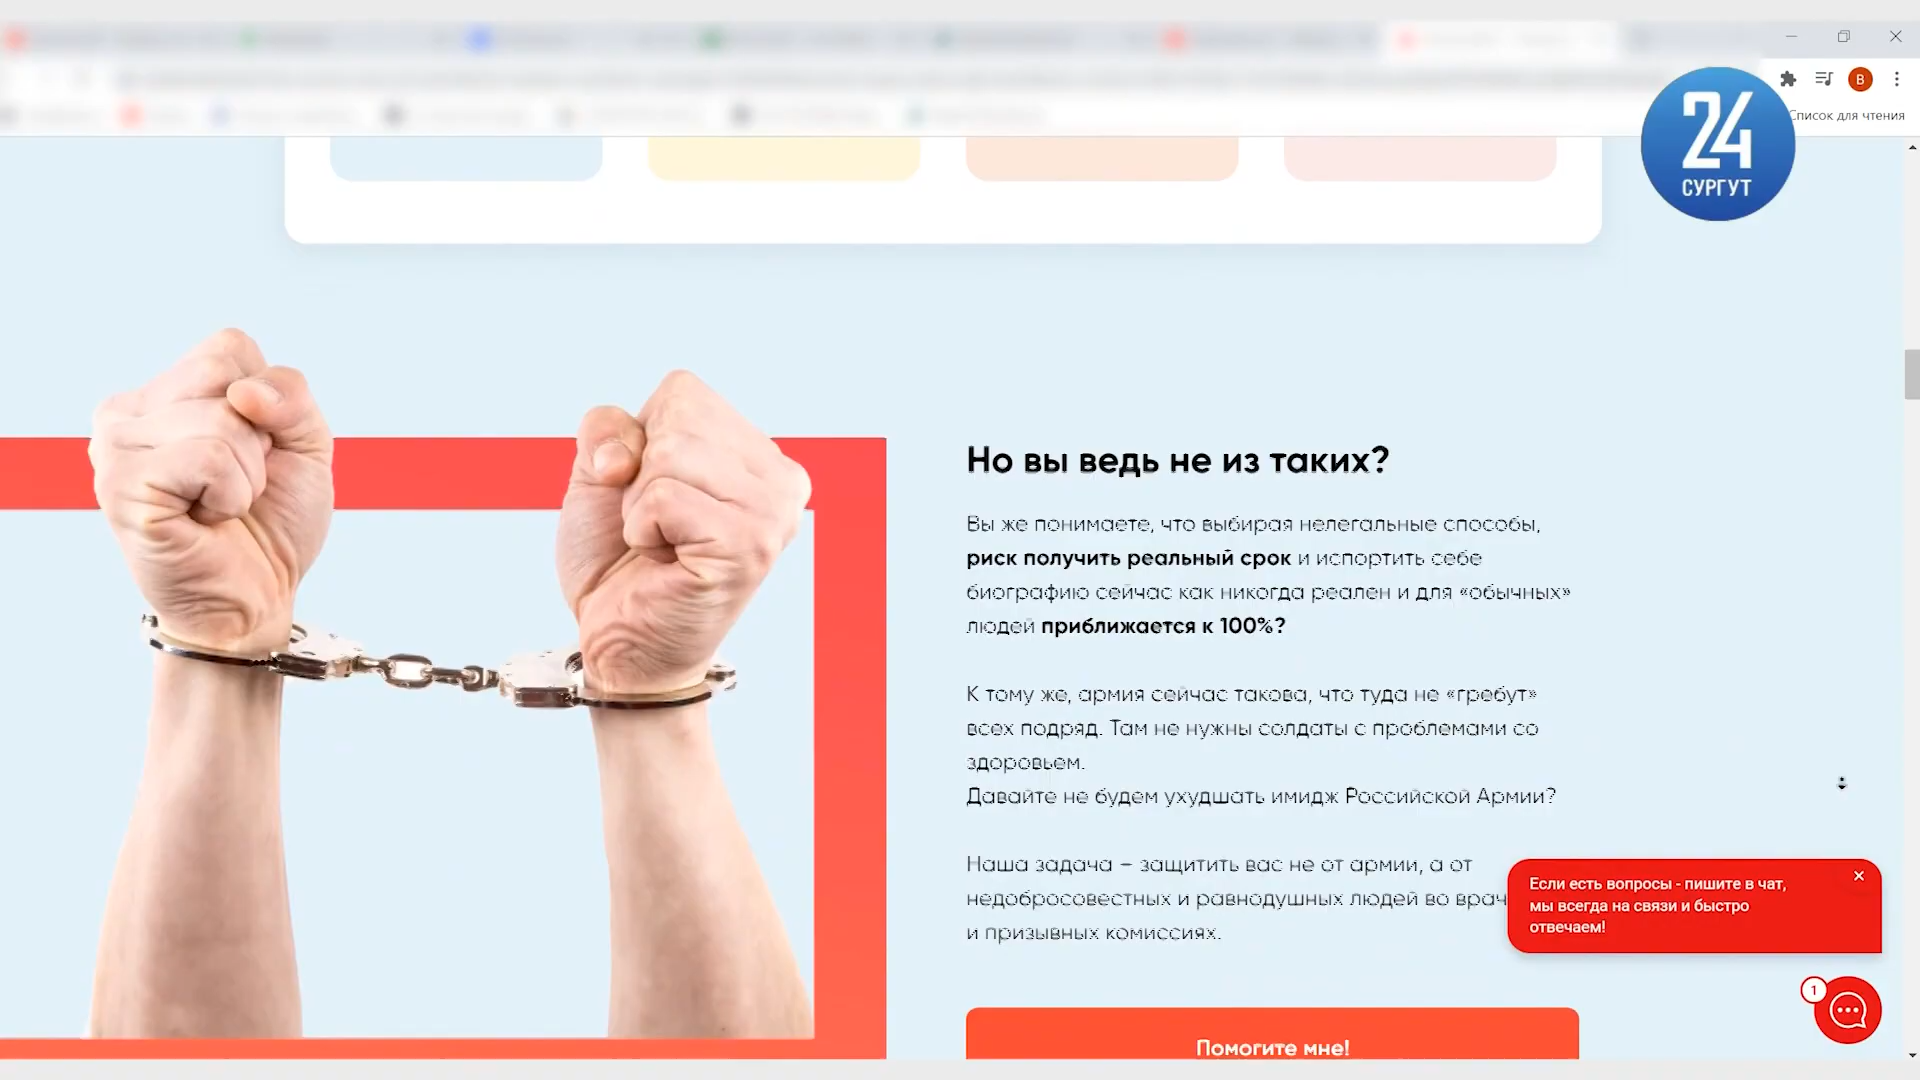 24
СУРГУТ
В
Список для чтения
Но вы ведь не из таких?
Вы же понимаете, что выбирая нелегальные способы,
риск получить реальный срок и испортить себе
биографию сейчас как никогда реален и для «обычных»
людей приближается к 100%?
К тому же, армия сейчас такова, что туда не «гребут»
всех подряд. Там не нужны солдаты с проблемами со
здоровьем.
Давайте не будем ухудшать имидж Российской Армии?
Наша задача – защитить вас не от армии, а от
недобросовестных и равнодушных людей во врач
и призывных комиссиях.
Помогите мне!
Если есть вопросы - пишите в чат,
мы всегда на связи и быстро
отвечаем!
1